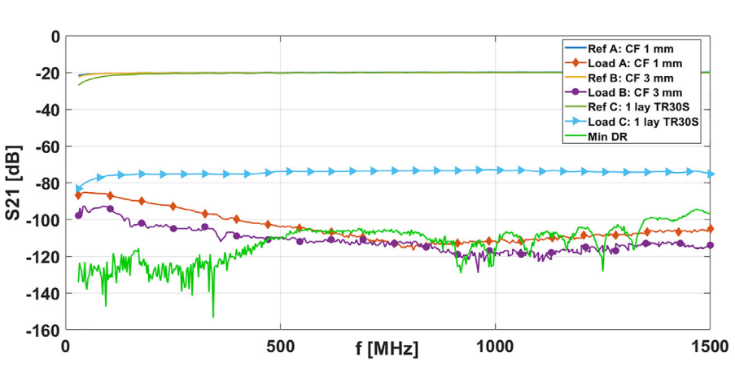 0
-20
-40
-60
-80
-100
-120
-140
-160
S21 [dB]
0
500
1000
1500
f [MHz]
Ref A: CF 1 mm
Load A: CF 1 mm
Ref B: CF 3 mm
Load B: CF 3 mm
Ref C: 1 lay TR30S
Load C: 1 lay TR30S
Min DR